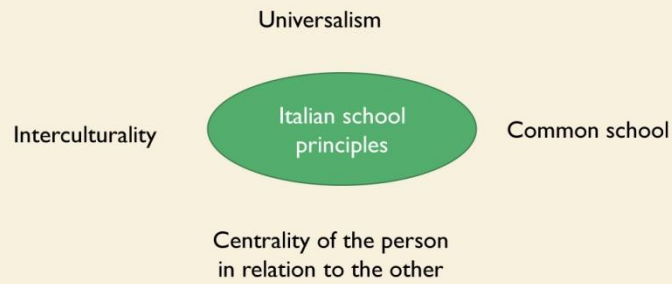 Universalism
Italian school
principles
Interculturality
Common school
Centrality of the person
in relation to the other